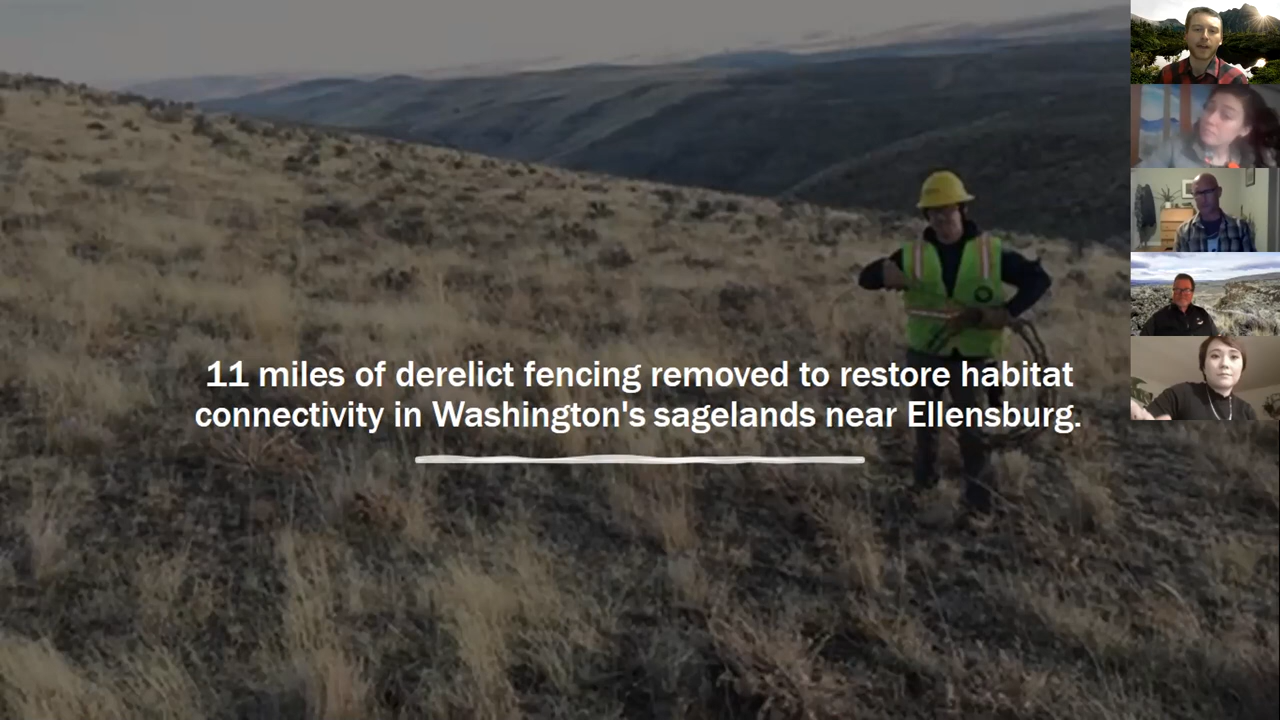 11 miles of derelict fencing removed to restore habitat
connectivity in Washington's sagelands near Ellensburg.